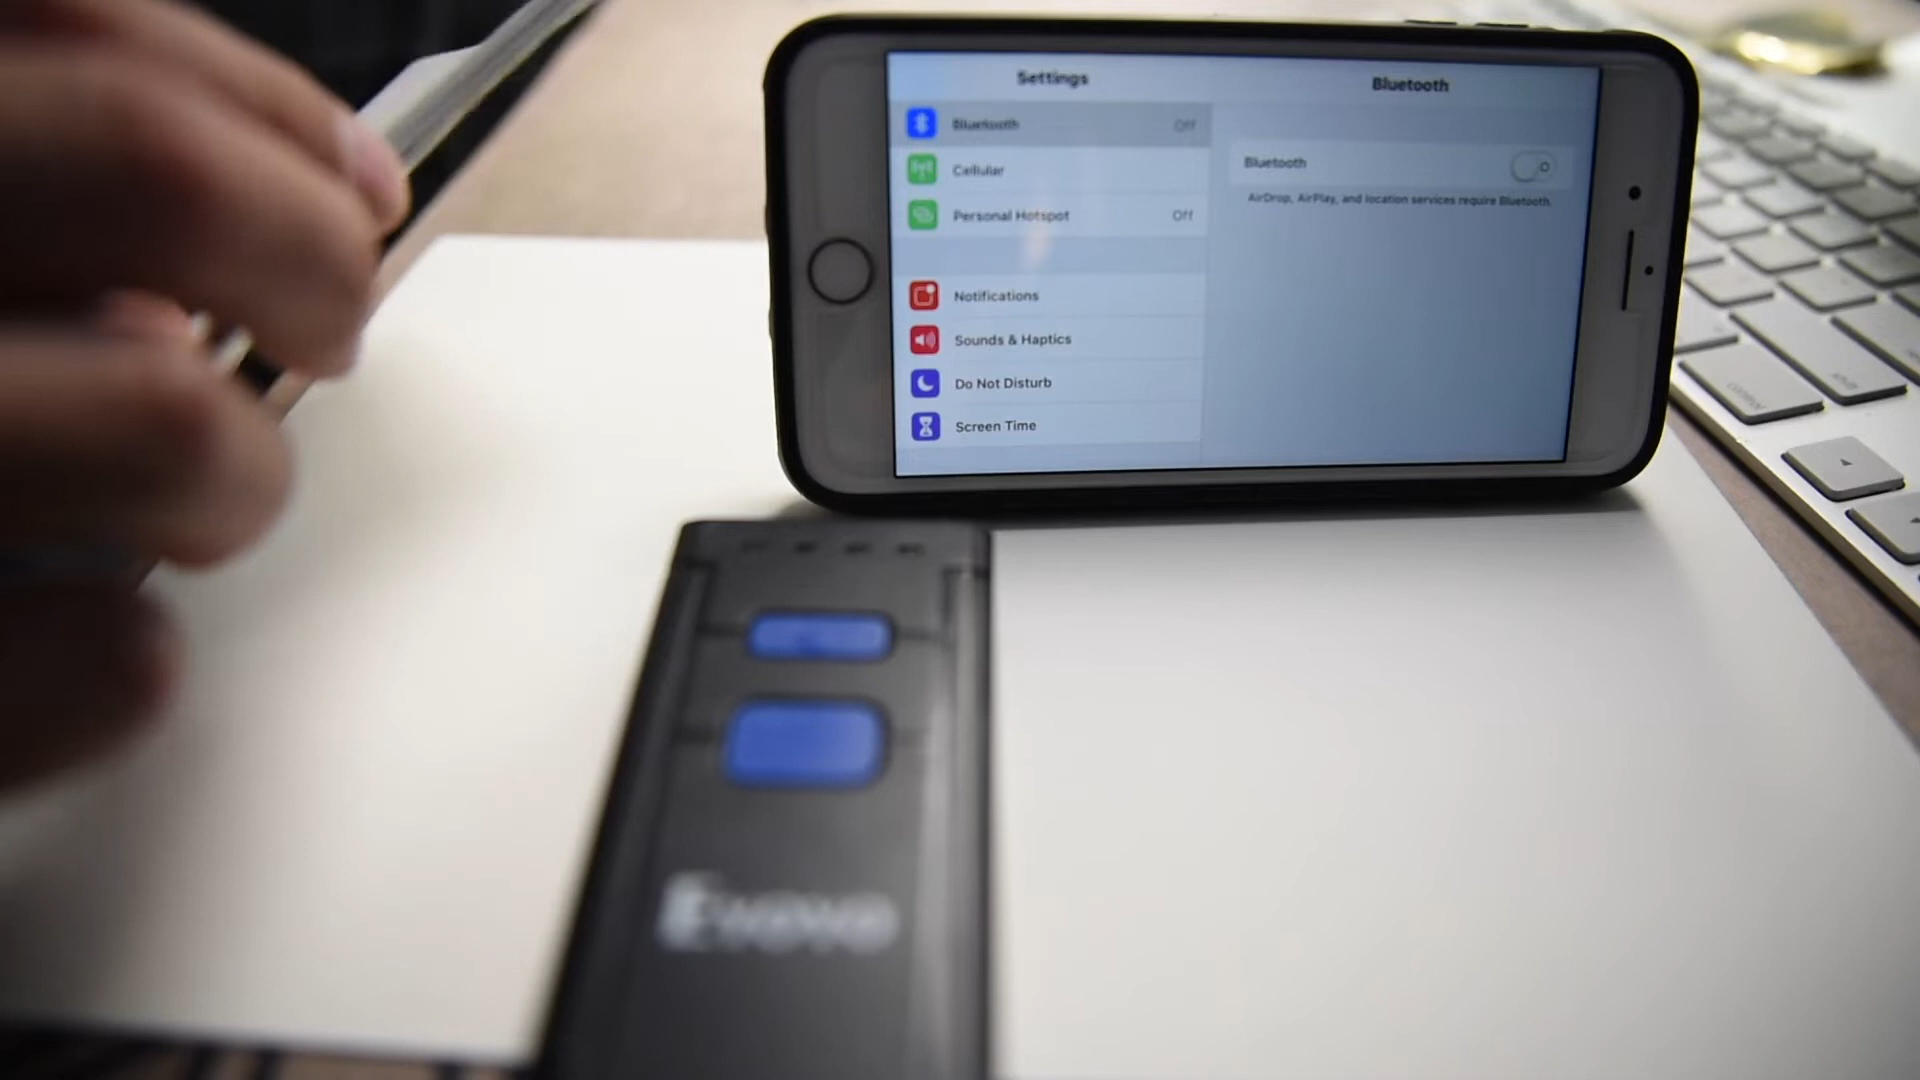 Settings
Bluetooth
Bluetooth Off
Cellular
Personal Hotspot Off
Notifications
Sounds & Haptics
Do Not Disturb
Screen Time
Bluetooth
AirDrop, AirPlay, and location services require Bluetooth.
Eyoyo